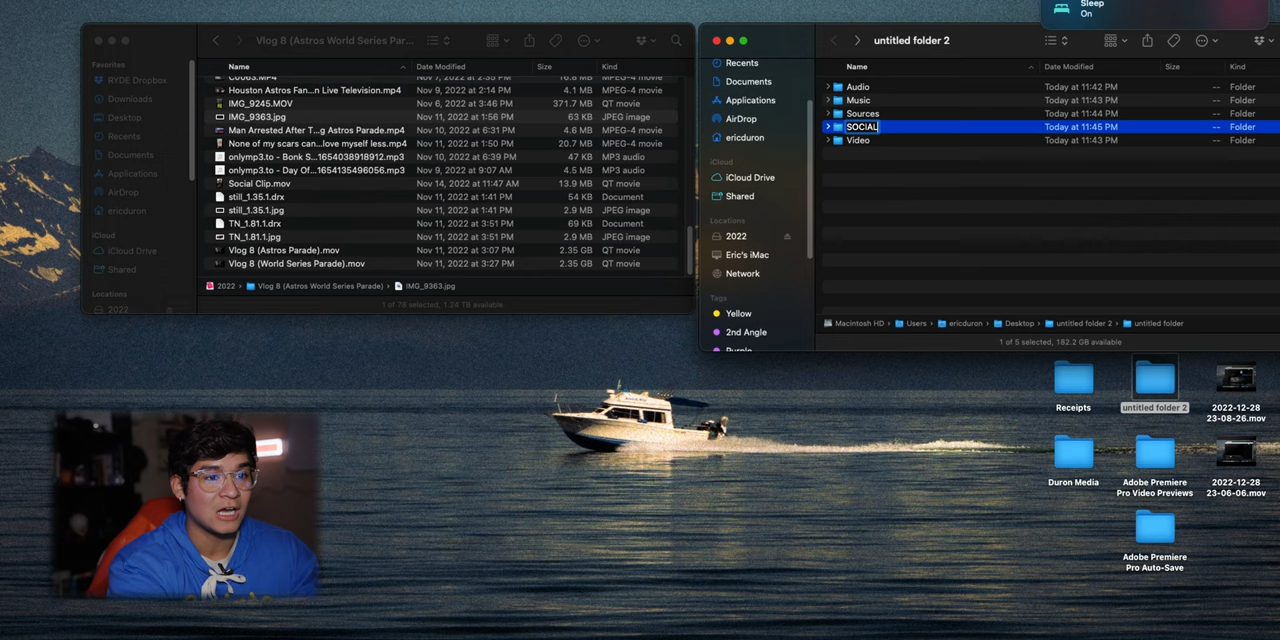 Sleep
On
Vlog 8 (Astros World Series Par...
Favorites
RYDE Dropbox
Downloads
Desktop
Recents
Documents
Applications
AirDrop
ericduron
iCloud
iCloud Drive
Shared
Locations
2022
Name Date Modified Size Kind
C0063.MP4 Nov 7, 2022 at 2:35 PM 16.8 MB MPEG-4 movie
Houston Astros Fan...n Live Television.mp4 Nov 9, 2022 at 2:14 PM 4.1 MB MPEG-4 movie
IMG_9245.MOV Nov 6, 2022 at 3:46 PM 371.7 MB QT movie
IMG_9363.jpg Nov 11, 2022 at 1:56 PM 63 KB JPEG image
Man Arrested After T...g Astros Parade.mp4 Nov 10, 2022 at 6:31 PM 4.6 MB MPEG-4 movie
None of my scars can...love myself less.mp4 Nov 11, 2022 at 1:50 PM 20.7 MB MPEG-4 movie
onlymp3.to - Bonk S...1654038918912.mp3 Nov 10, 2022 at 6:39 PM 47 KB MP3 audio
onlymp3.to - Day Of...1654135496056.mp3 Nov 9, 2022 at 9:07 AM 4.5 MB MP3 audio
Social Clip.mov Nov 14, 2022 at 11:47 AM 13.9 MB QT movie
still_1.35.1.drx Nov 11, 2022 at 1:41 PM 54 KB Document
still_1.35.1.jpg Nov 11, 2022 at 1:41 PM 2.9 MB JPEG image
TN_1.81.1.drx Nov 11, 2022 at 3:51 PM 69 KB Document
TN_1.81.1.jpg Nov 11, 2022 at 3:51 PM 2.9 MB JPEG image
Vlog 8 (Astros Parade).mov Nov 11, 2022 at 3:07 PM 2.35 GB QT movie
Vlog 8 (World Series Parade).mov Nov 11, 2022 at 3:27 PM 2.35 GB QT movie
2022 › Vlog 8 (Astros World Series Parade) › IMG_9363.jpg
1 of 78 selected, 1.24 TB available
untitled folder 2
Recents
Documents
Applications
AirDrop
ericduron
iCloud
iCloud Drive
Shared
Locations
2022
Eric's iMac
Network
Tags
Yellow
2nd Angle
Purple
Name Date Modified Size Kind
Audio Today at 11:42 PM -- Folder
Music Today at 11:43 PM -- Folder
Sources Today at 11:44 PM -- Folder
SOCIAL Today at 11:45 PM -- Folder
Video Today at 11:43 PM -- Folder
Macintosh HD › Users › ericduron › Desktop › untitled folder 2 › untitled folder
1 of 5 selected, 182.2 GB available
Receipts
untitled folder 2
2022-12-28
23-08-26.mov
Duron Media
Adobe Premiere
Pro Video Previews
2022-12-28
23-06-06.mov
Adobe Premiere
Pro Auto-Save